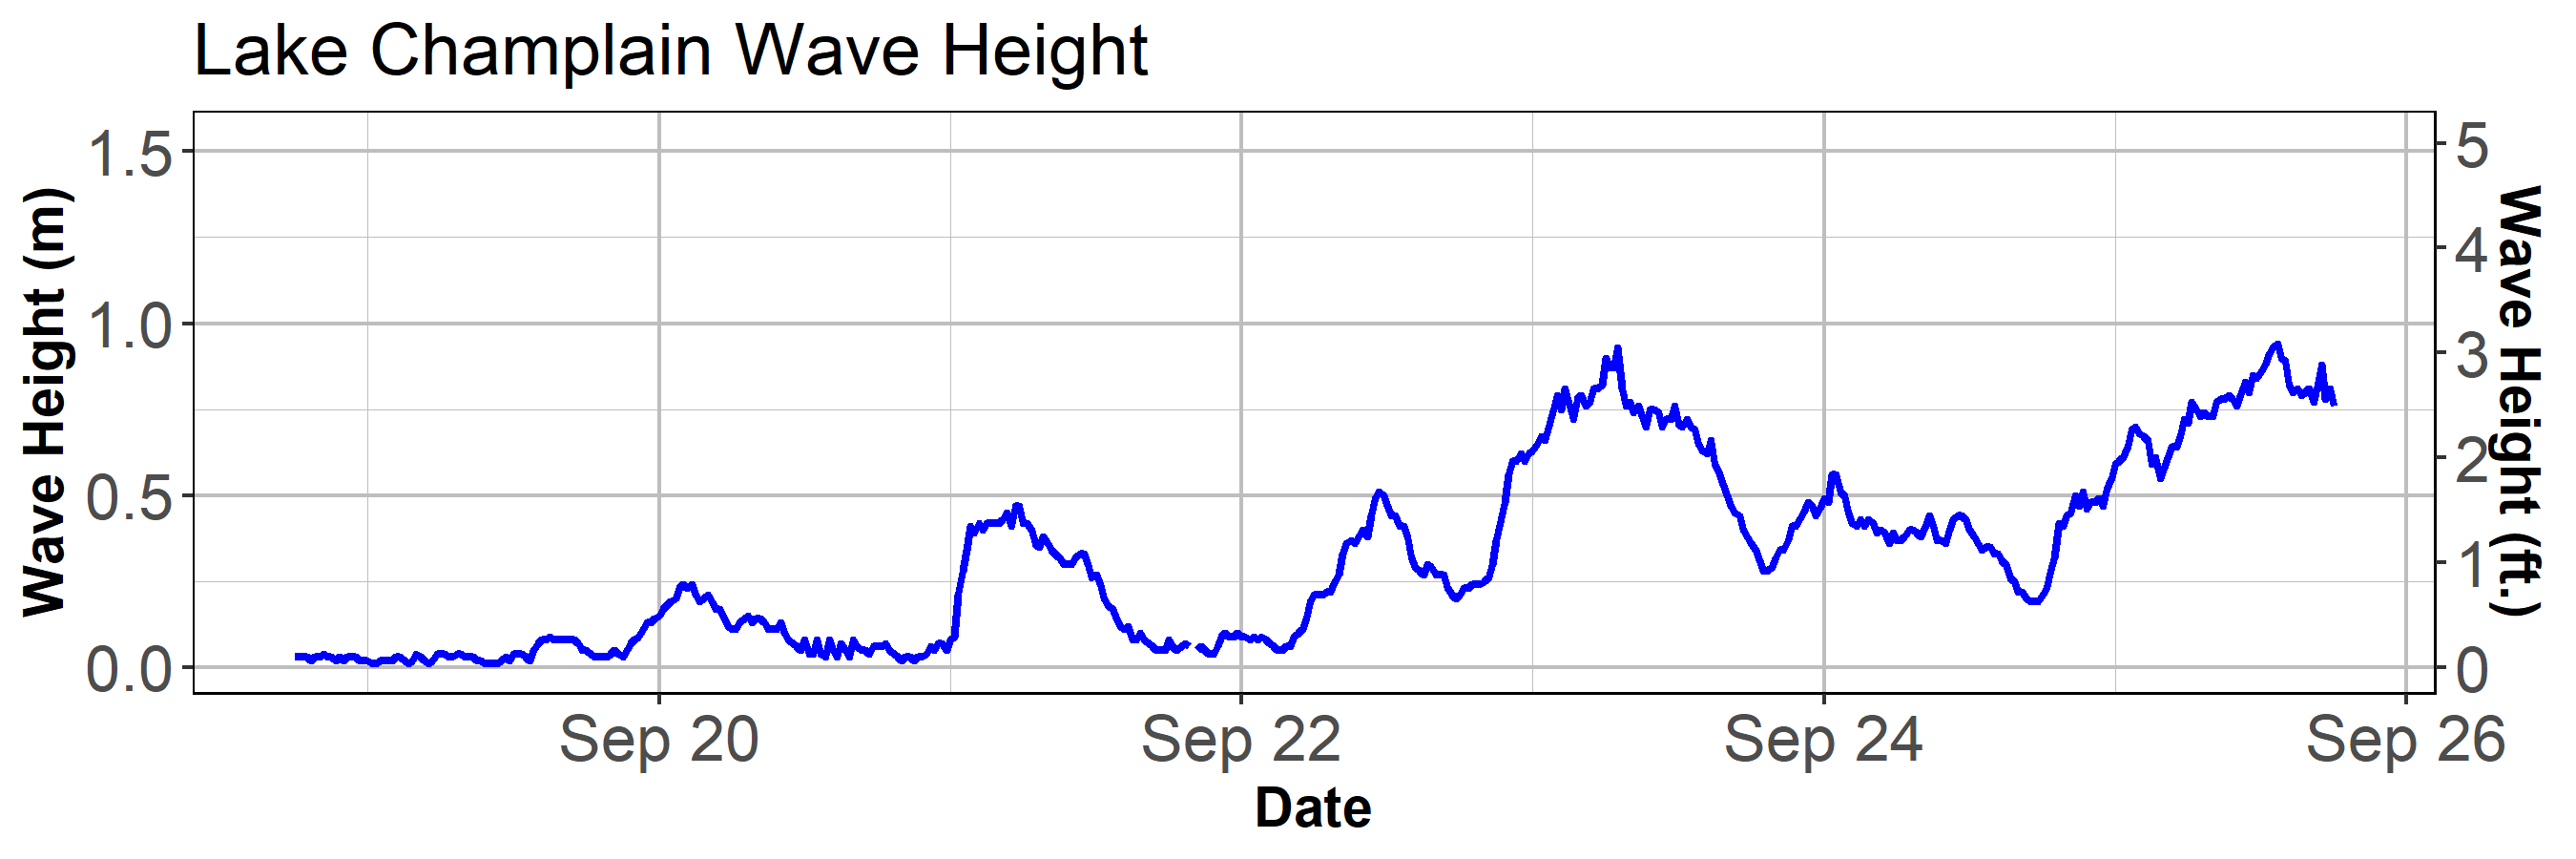 Lake Champlain Wave Height
Wave Height (m)
1.5
1.0
0.5
0.0
5
4
3
2
1
0
Wave Height (ft.)
Sep 20 Sep 22 Sep 24 Sep 26
Date